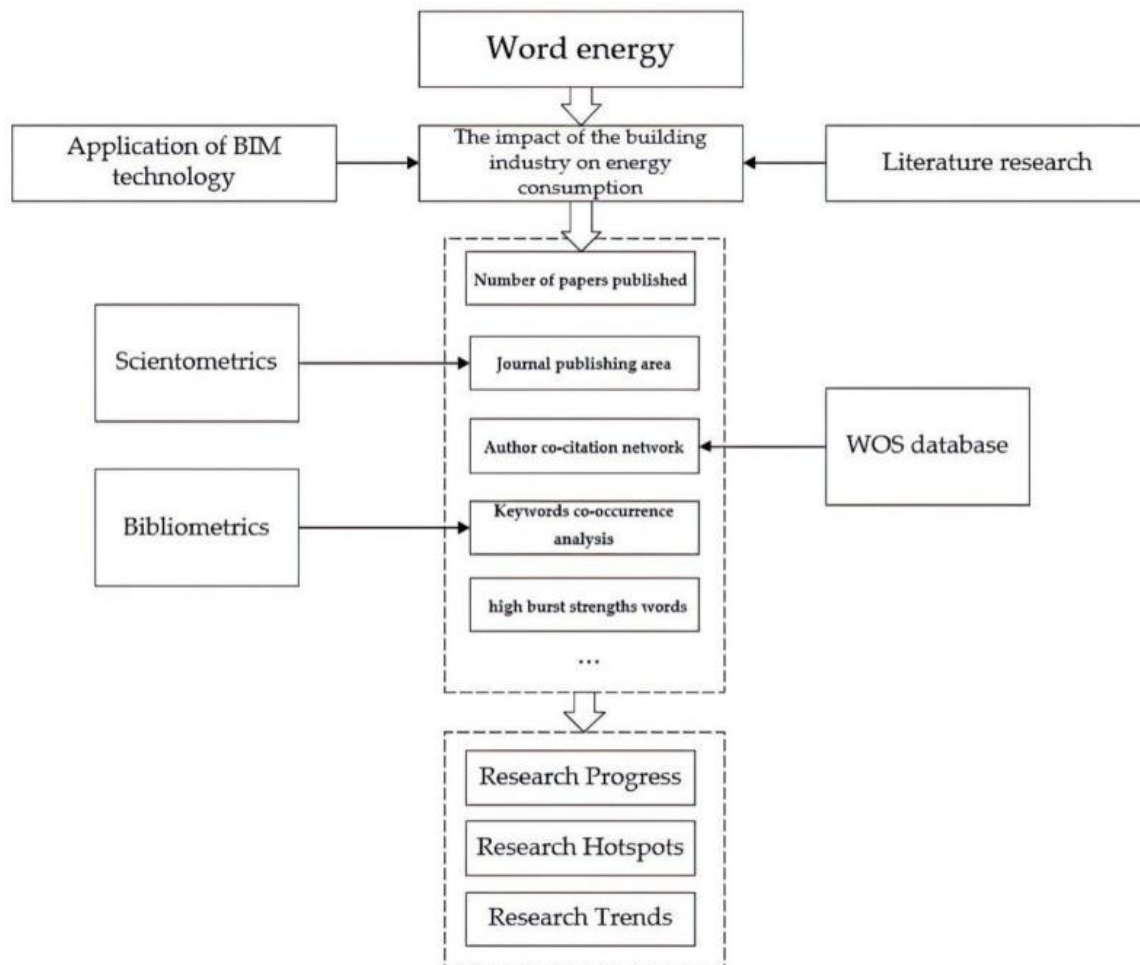 Word energy
Application of BIM
technology
The impact of the building
industry on energy
consumption
Literature research
Number of papers published
Scientometrics
Journal publishing area
Author co-citation network
WOS database
Bibliometrics
Keywords co-occurrence
analysis
high burst strengths words
...
Research Progress
Research Hotspots
Research Trends